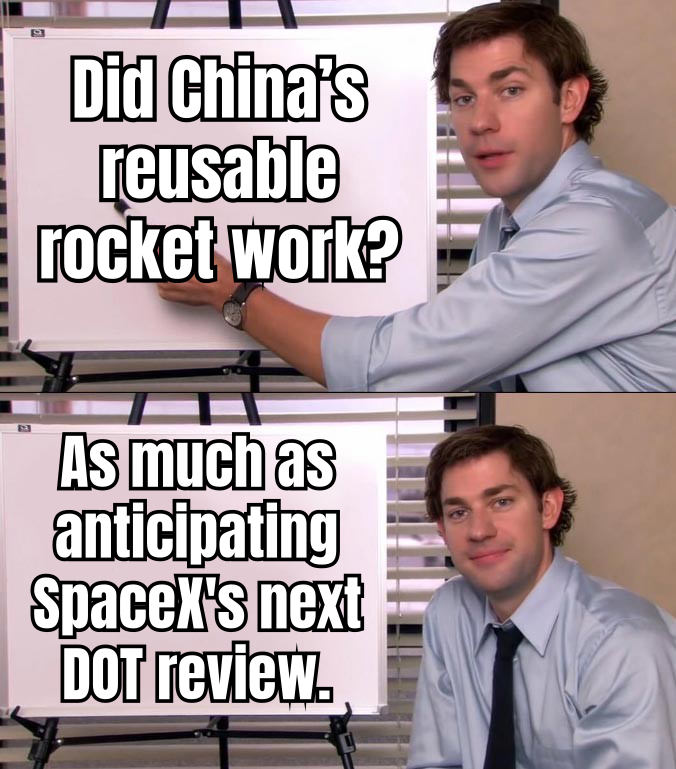 Did China’s
reusable
rocket work?
As much as
anticipating
SpaceX's next
DOT review.